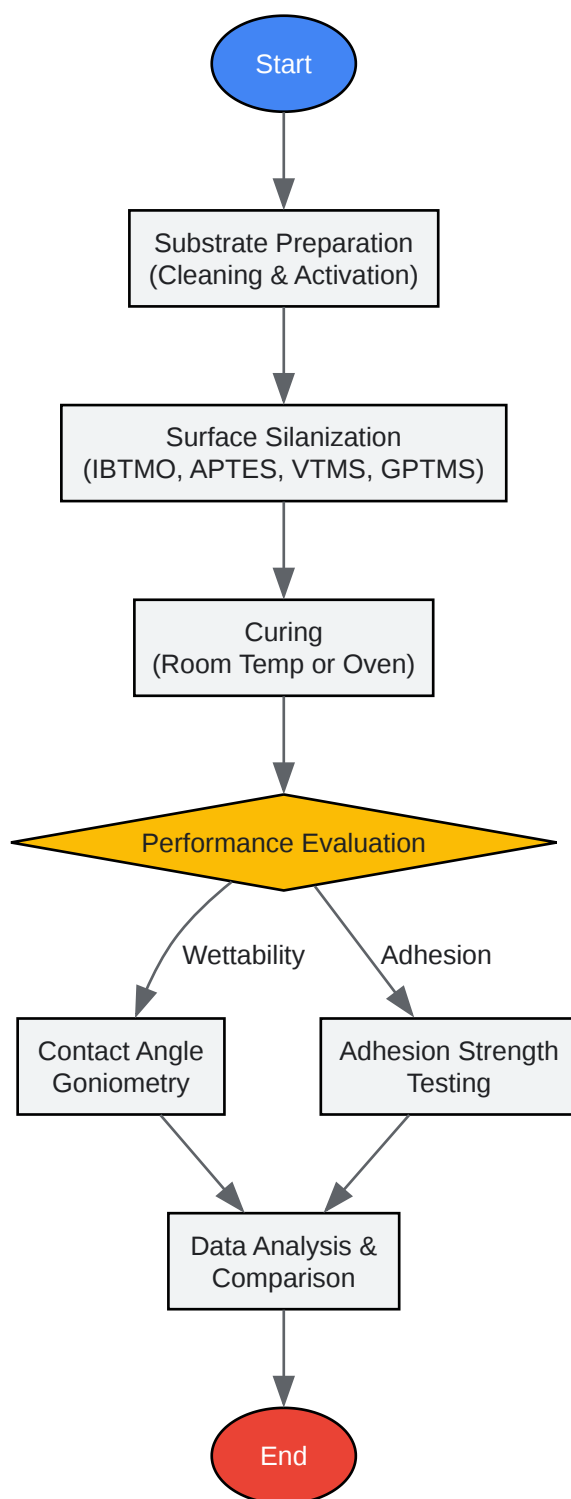 Start
Substrate Preparation
(Cleaning & Activation)
Surface Silanization
(IBTMO, APTES, VTMS, GPTMS)
Curing
(Room Temp or Oven)
Performance Evaluation
Wettability
Adhesion
Contact Angle
Goniometry
Adhesion Strength
Testing
Data Analysis &
Comparison
End